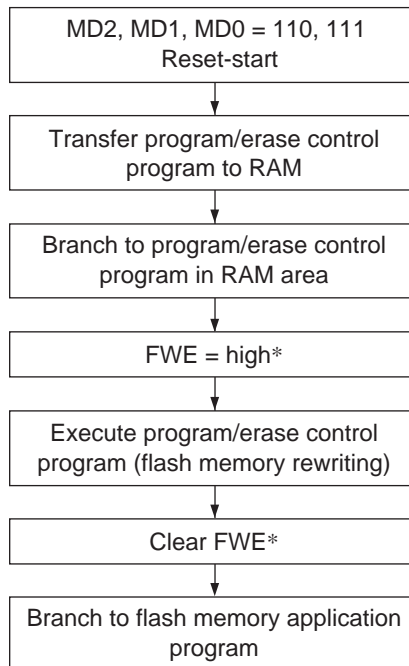 MD2, MD1, MD0 = 110, 111
Reset-start
Transfer program/erase control
program to RAM
Branch to program/erase control
program in RAM area
FWE = high*
Execute program/erase control
program (flash memory rewriting)
Clear FWE*
Branch to flash memory application
program